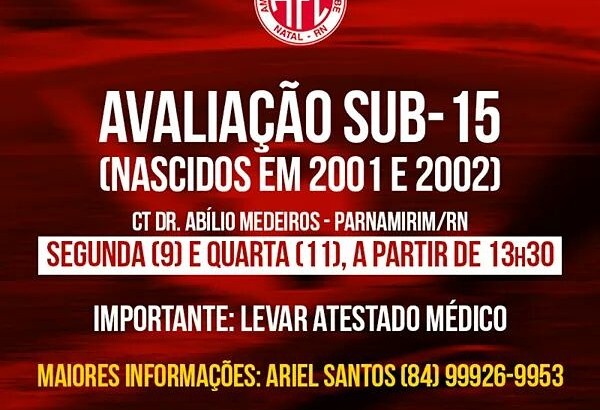 AFC
NATAL - RN
AVALIAÇÃO SUB-15
(NASCIDOS EM 2001 E 2002)
CT DR. ABÍLIO MEDEIROS - PARNAMIRIM/RN
SEGUNDA (9) E QUARTA (11), A PARTIR DE 13H30
IMPORTANTE: LEVAR ATESTADO MÉDICO
MAIORES INFORMAÇÕES: ARIEL SANTOS (84) 99926-9953